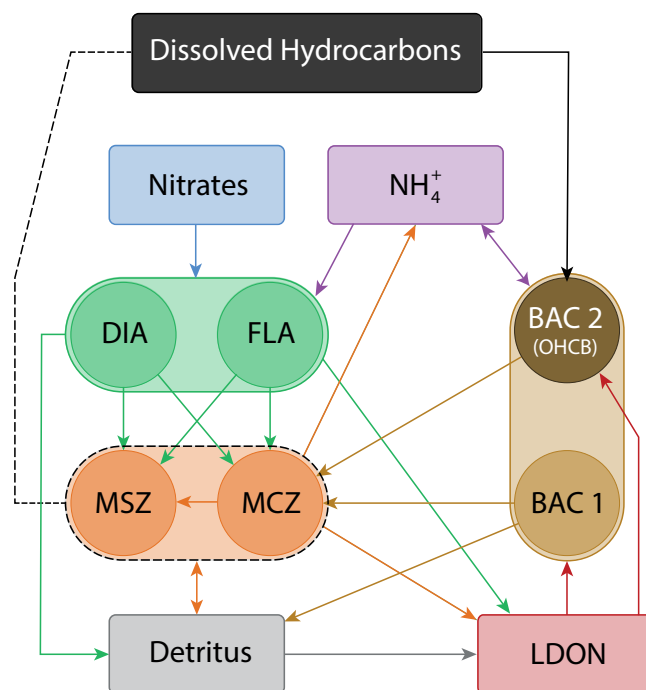 Dissolved Hydrocarbons
Nitrates
NH₄⁺
DIA
FLA
BAC 2
(OHCB)
MSZ
MCZ
BAC 1
Detritus
LDON